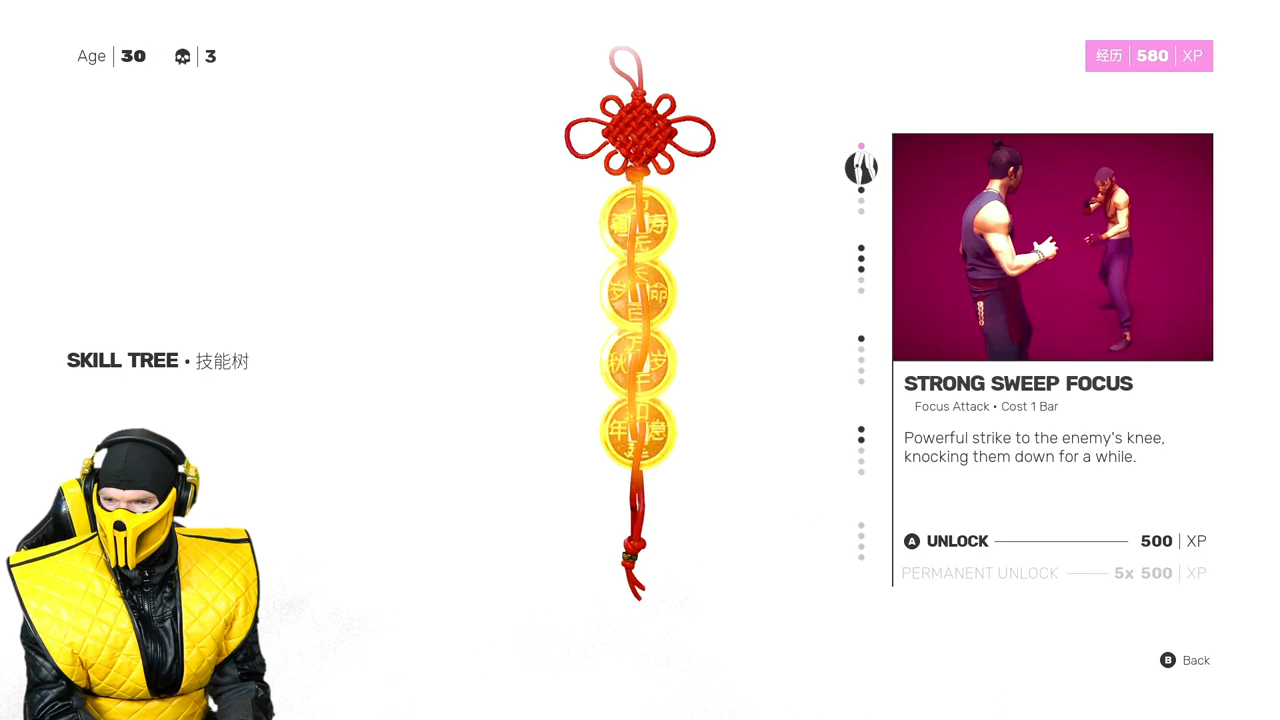 Age | 30 3
经历 | 580 | XP
SKILL TREE • 技能树
STRONG SWEEP FOCUS
Focus Attack • Cost 1 Bar
Powerful strike to the enemy's knee,
knocking them down for a while.
A UNLOCK 500 | XP
PERMANENT UNLOCK 5x 500 | XP
B Back